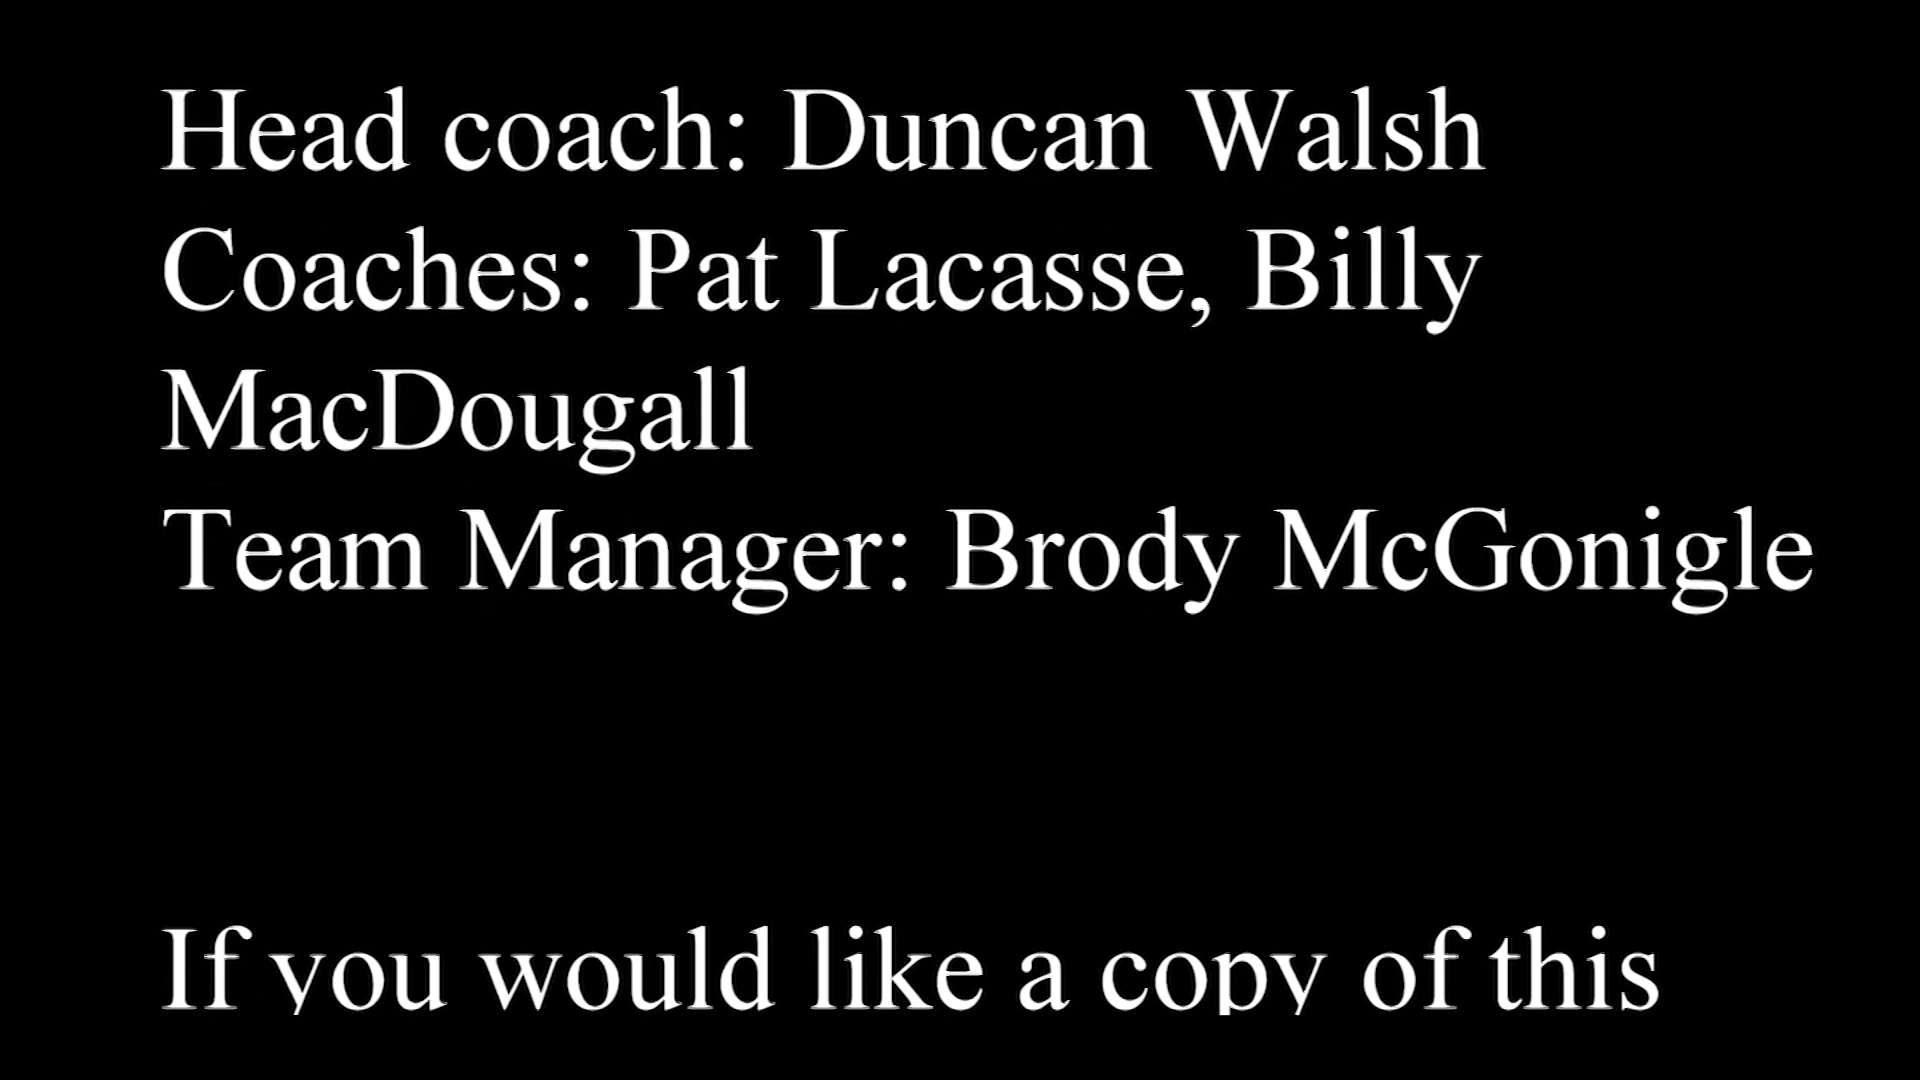 Head coach: Duncan Walsh
Coaches: Pat Lacasse, Billy
MacDougall
Team Manager: Brody McGonigle
If you would like a copy of this